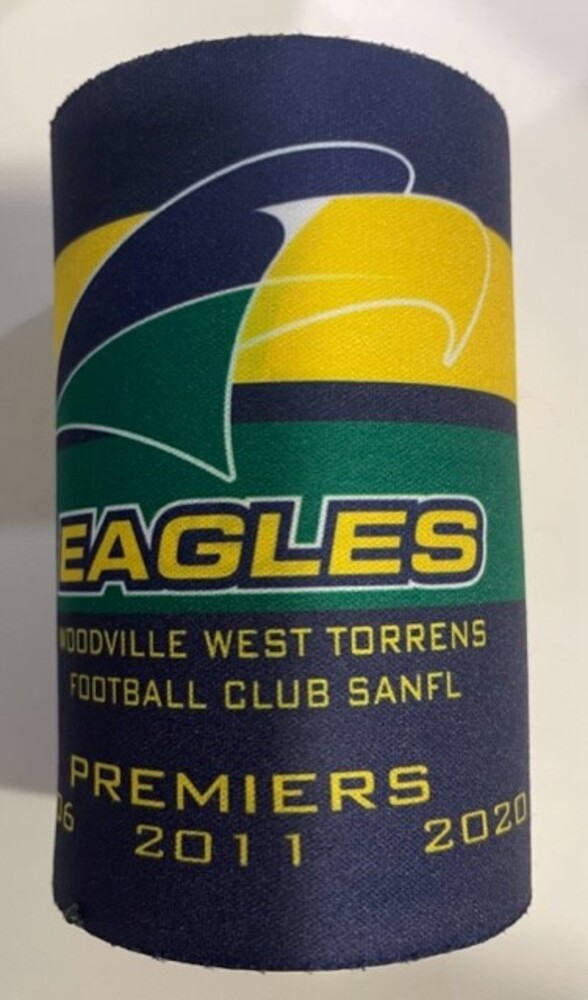 EAGLES
WOODVILLE WEST TORRENS
FOOTBALL CLUB SANFL
PREMIERS
06 2011 2020